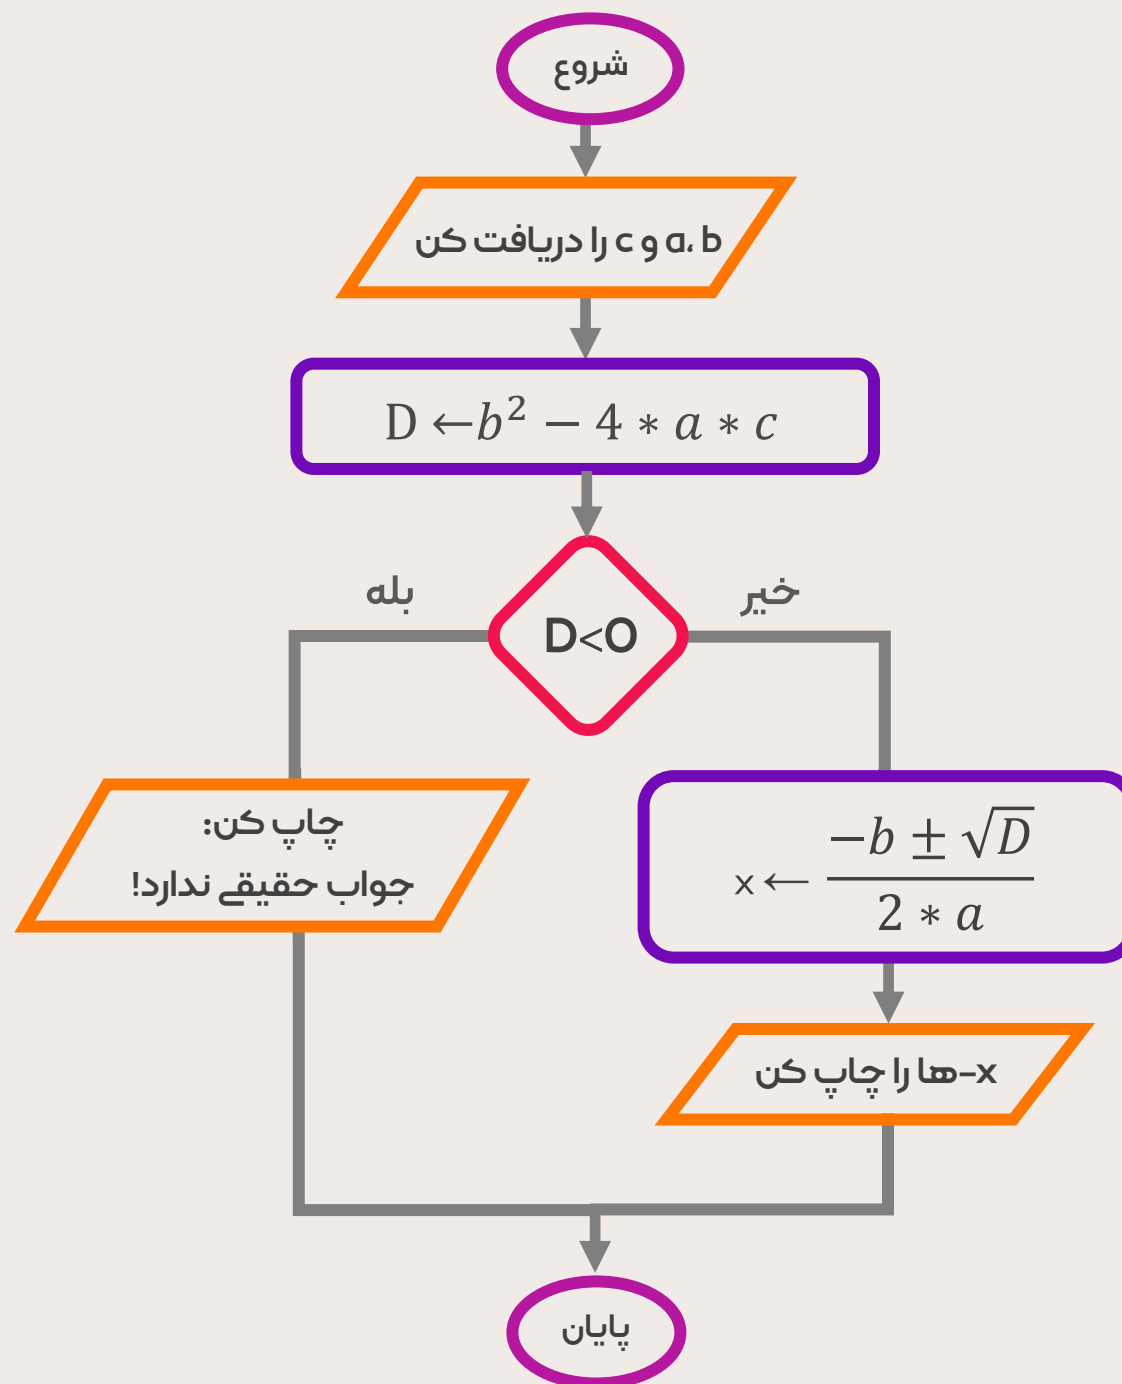 شروع
a، b و c را دریافت کن
D ←b² − 4 * a * c
D<0
بله
خیر
چاپ کن:
جواب حقیقی ندارد!
x ← (−b ± √D) / (2 * a)
x-ها را چاپ کن
پایان